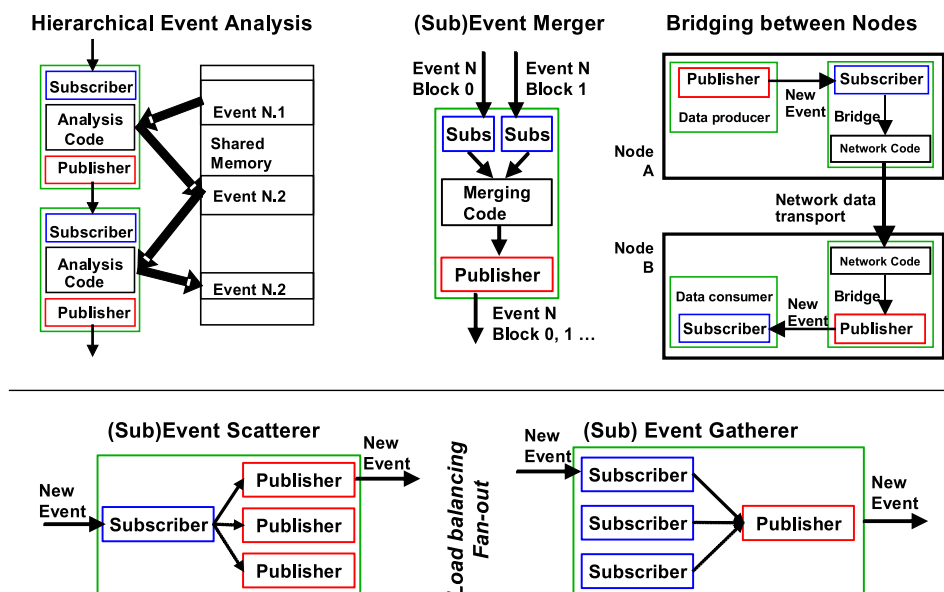 Hierarchical Event Analysis
Subscriber
Analysis
Code
Publisher
Subscriber
Analysis
Code
Publisher
Event N.1
Shared
Memory
Event N.2
Event N.2
(Sub)Event Merger
Event N
Block 0
Event N
Block 1
Subs
Subs
Merging
Code
Publisher
Event N
Block 0, 1 ...
Bridging between Nodes
Publisher
Data producer
New
Event
Subscriber
Bridge
Network Code
Node
A
Network data
transport
Node
B
Network Code
Bridge
Publisher
New
Event
Data consumer
Subscriber
(Sub)Event Scatterer
New
Event
Subscriber
Publisher
Publisher
Publisher
New
Event
Load balancing
Fan-out
(Sub) Event Gatherer
New
Event
Subscriber
Subscriber
Subscriber
Publisher
New
Event